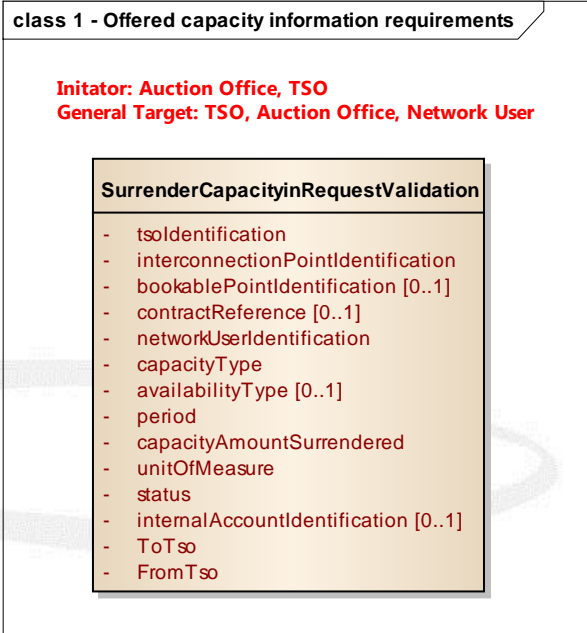 class 1 - Offered capacity information requirements
Initator: Auction Office, TSO
General Target: TSO, Auction Office, Network User
SurrenderCapacityinRequestValidation
- tsoIdentification
- interconnectionPointIdentification
- bookablePointIdentification [0..1]
- contractReference [0..1]
- networkUserIdentification
- capacityType
- availabilityType [0..1]
- period
- capacityAmountSurrendered
- unitOfMeasure
- status
- internalAccountIdentification [0..1]
- ToTso
- FromTso